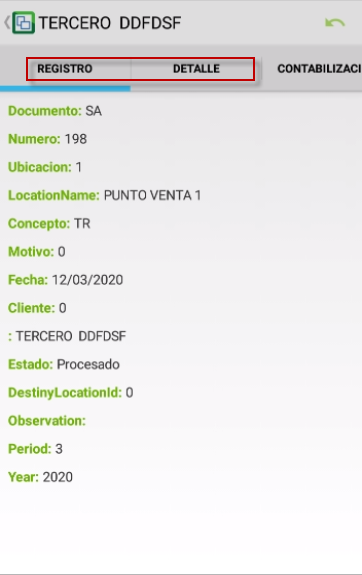 TERCERO DDFDSF
REGISTRO DETALLE CONTABILIZACI
Documento: SA
Numero: 198
Ubicacion: 1
LocationName: PUNTO VENTA 1
Concepto: TR
Motivo: 0
Fecha: 12/03/2020
Cliente: 0
: TERCERO DDFDSF
Estado: Procesado
DestinyLocationId: 0
Observation:
Period: 3
Year: 2020